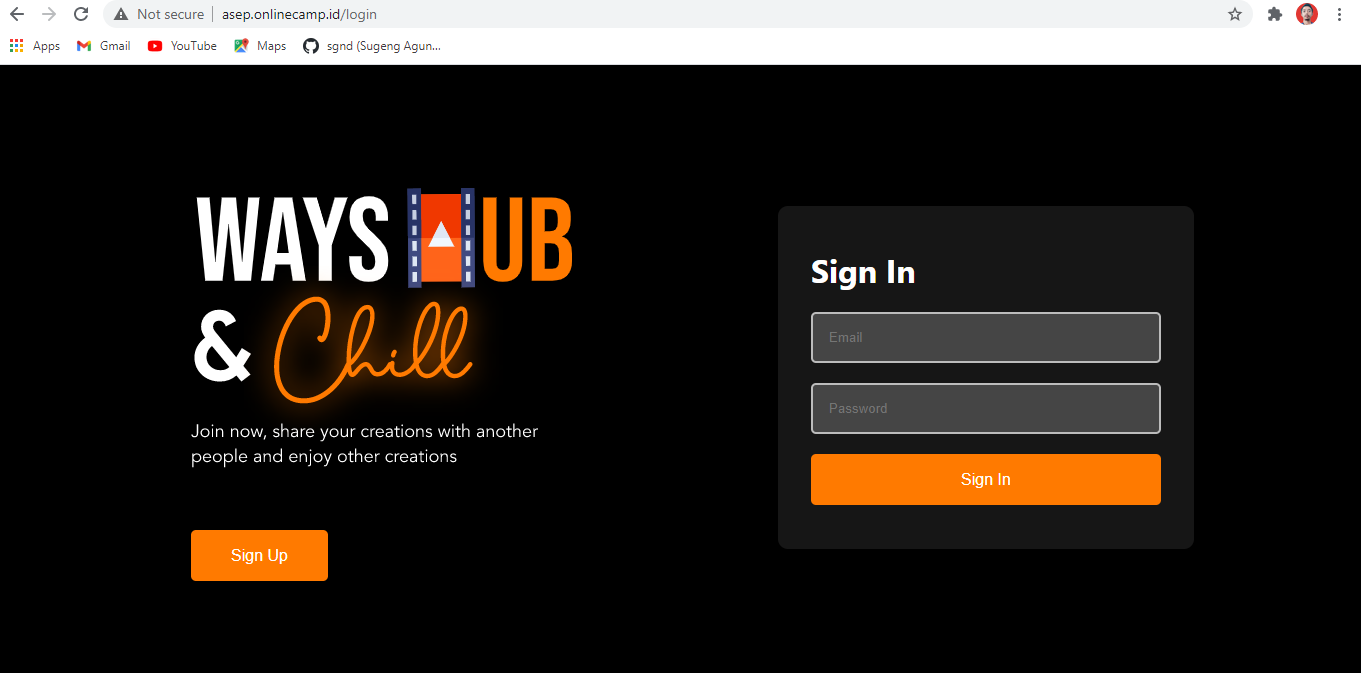 Not secure | asep.onlinecamp.id/login
Apps Gmail YouTube Maps sgnd (Sugeng Agun...
WAYS HUB
& Chill
Join now, share your creations with another
people and enjoy other creations
Sign Up
Sign In
Email
Password
Sign In